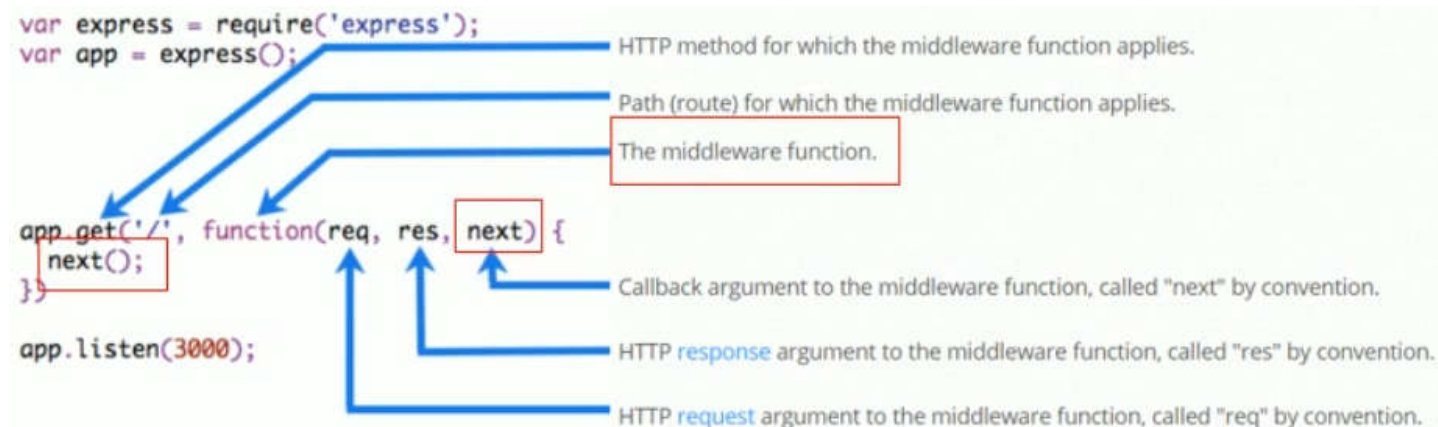 var express = require('express');
var app = express();
HTTP method for which the middleware function applies.
Path (route) for which the middleware function applies.
The middleware function.
app.get('/', function(req, res, next) {
next();
})
Callback argument to the middleware function, called "next" by convention.
app.listen(3000);
HTTP response argument to the middleware function, called "res" by convention.
HTTP request argument to the middleware function, called "req" by convention.